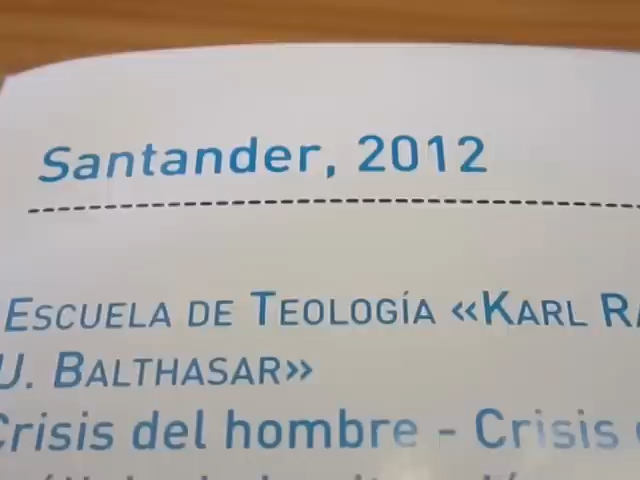 Santander, 2012
ESCUELA DE TEOLOGÍA «KARL
U. BALTHASAR»
Crisis del hombre - Crisis